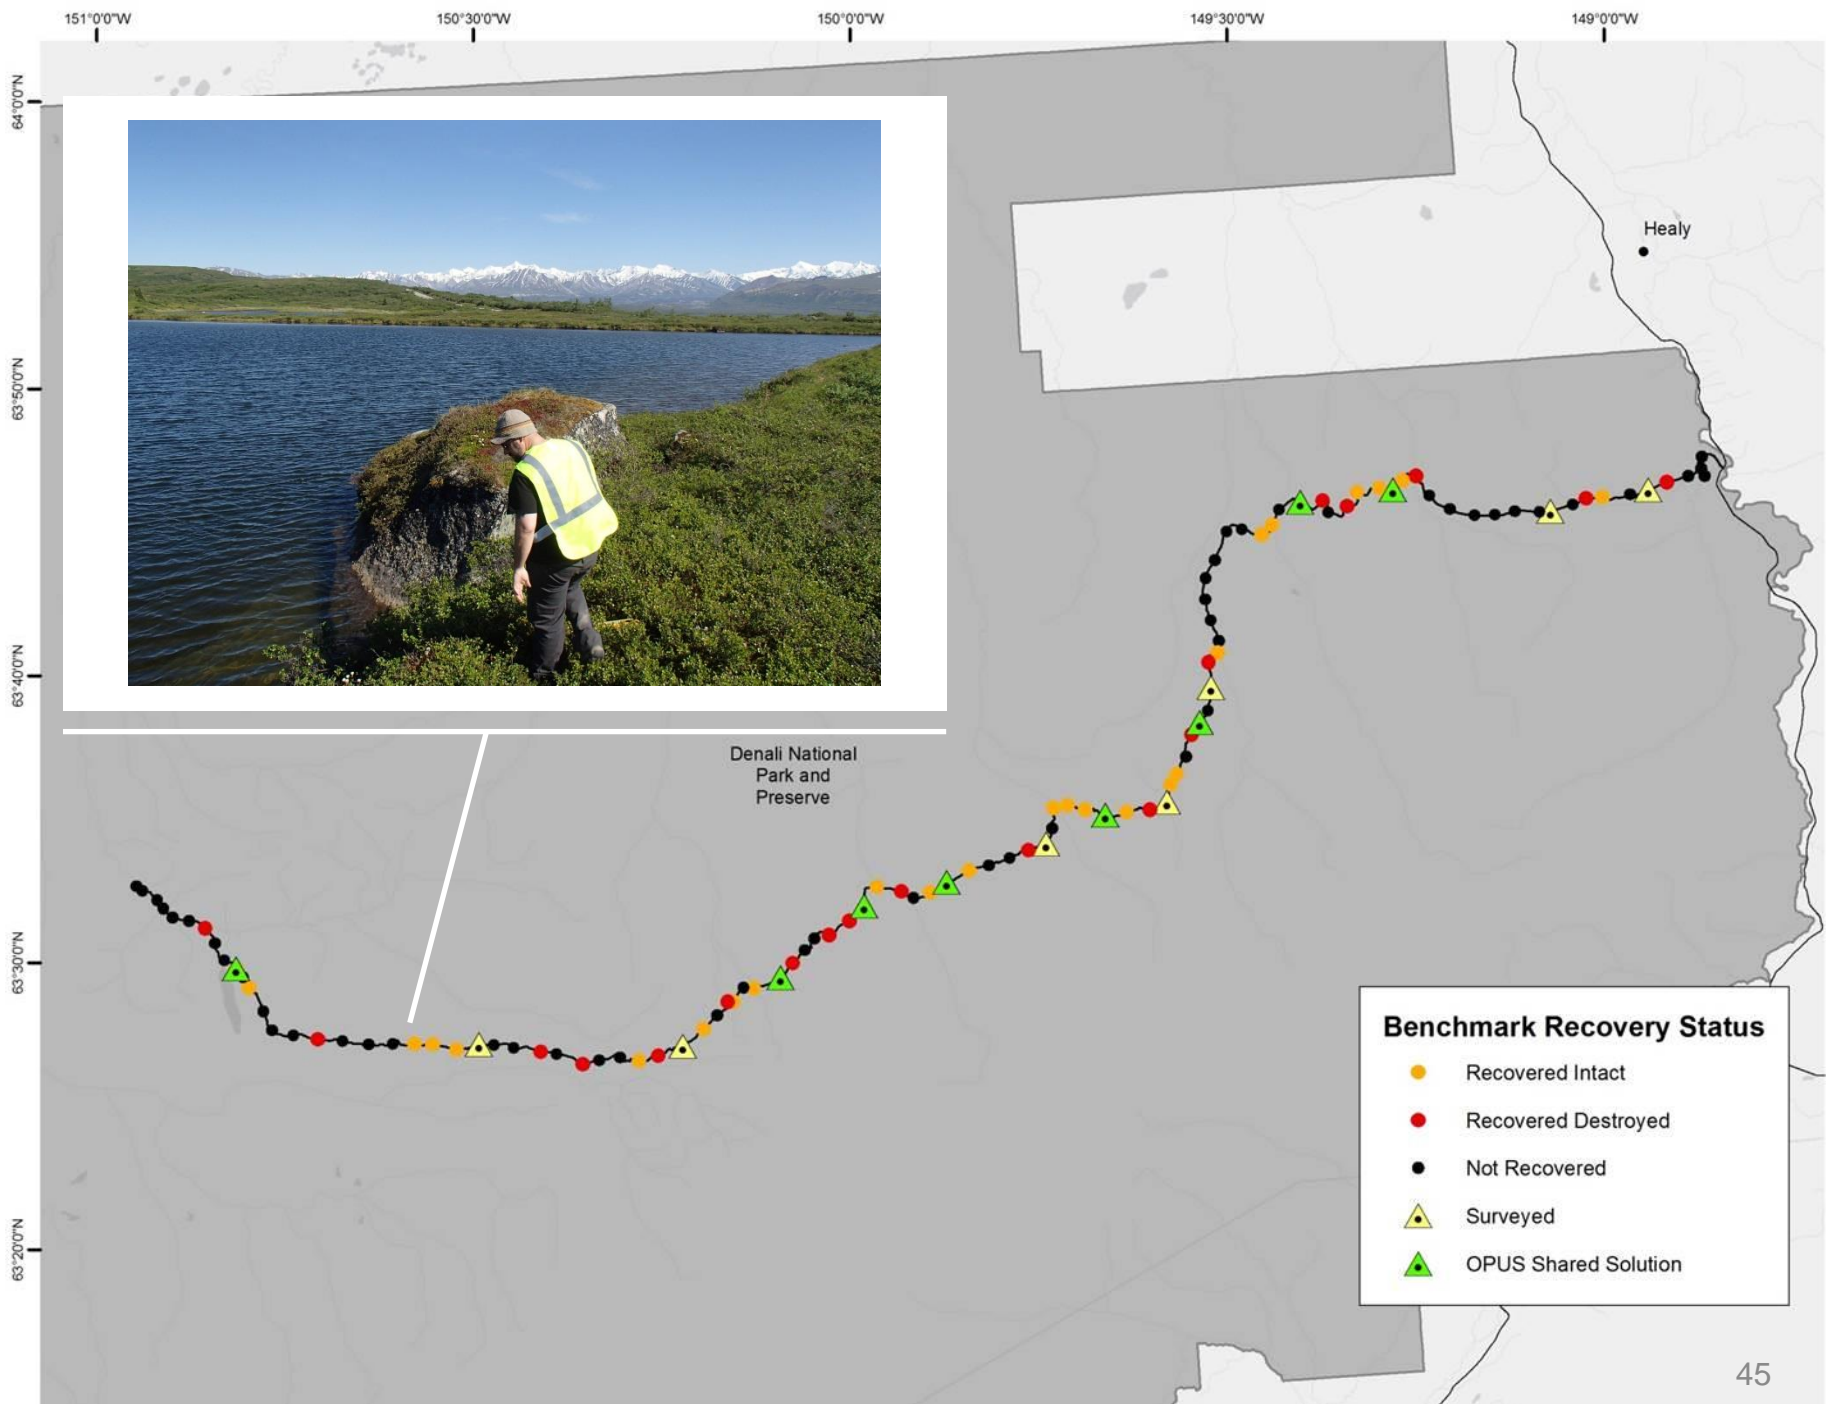 151°0'0"W
150°30'0"W
150°0'0"W
149°30'0"W
149°0'0"W
64°0'0"N
63°50'0"N
63°40'0"N
63°30'0"N
63°20'0"N
Healy
Denali National
Park and
Preserve
Benchmark Recovery Status
Recovered Intact
Recovered Destroyed
Not Recovered
Surveyed
OPUS Shared Solution
45